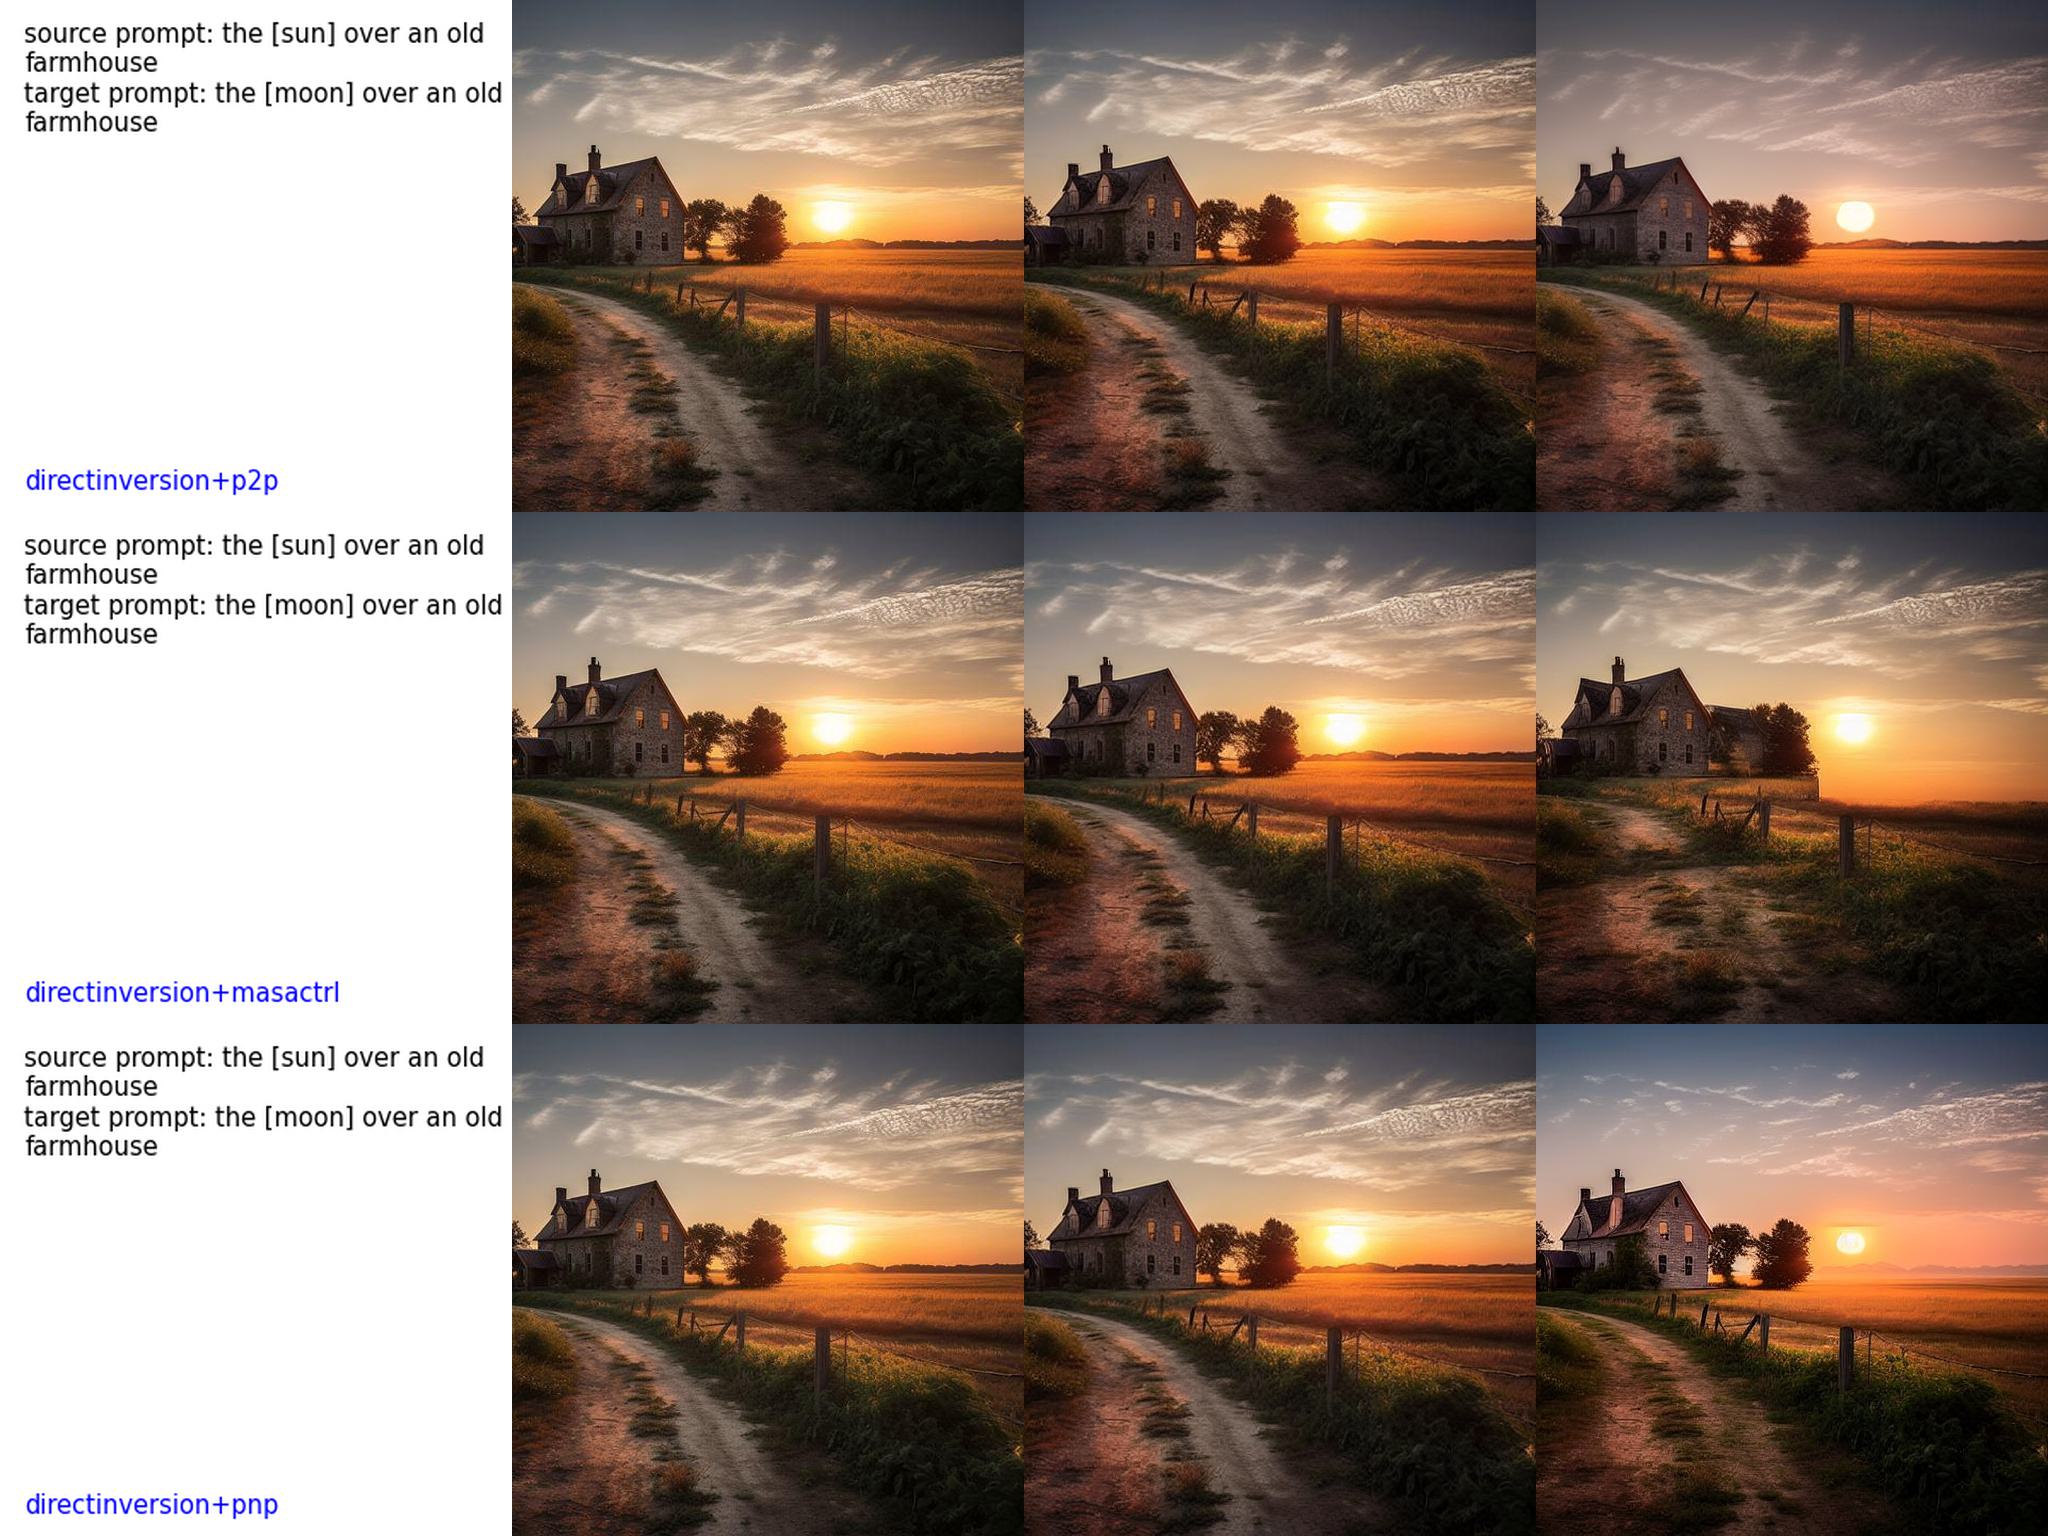 source prompt: the [sun] over an old
farmhouse
target prompt: the [moon] over an old
farmhouse
directinversion+p2p
source prompt: the [sun] over an old
farmhouse
target prompt: the [moon] over an old
farmhouse
directinversion+masactrl
source prompt: the [sun] over an old
farmhouse
target prompt: the [moon] over an old
farmhouse
directinversion+pnp